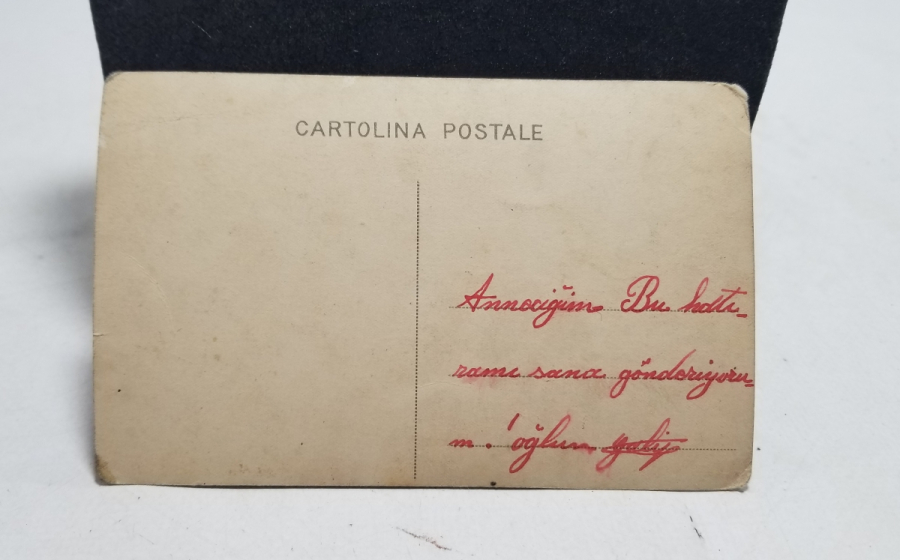 CARTOLINA POSTALE
Anneciğim Bu hatı-
ramı sana gönderiyoru-
m.! oğlun